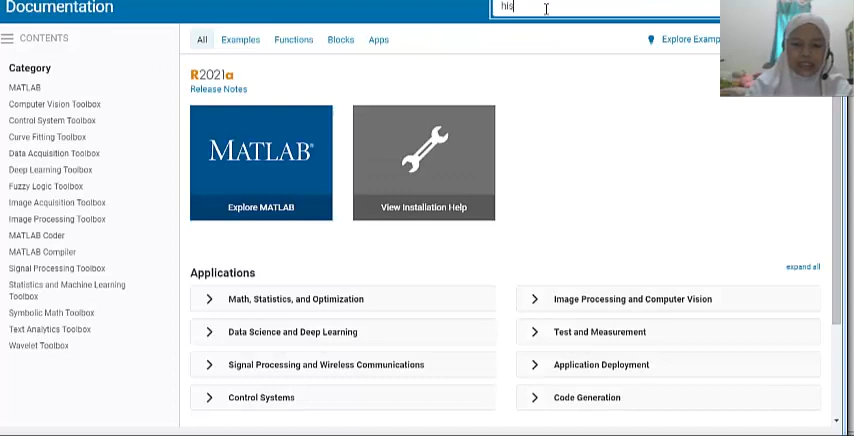 Documentation
his
CONTENTS
All
Examples
Functions
Blocks
Apps
Explore Examp
Category
MATLAB
Computer Vision Toolbox
Control System Toolbox
Curve Fitting Toolbox
Data Acquisition Toolbox
Deep Learning Toolbox
Fuzzy Logic Toolbox
Image Acquisition Toolbox
Image Processing Toolbox
MATLAB Coder
MATLAB Compiler
Signal Processing Toolbox
Statistics and Machine Learning
Toolbox
Symbolic Math Toolbox
Text Analytics Toolbox
Wavelet Toolbox
R2021a
Release Notes
MATLAB®
Explore MATLAB
View Installation Help
Applications
expand all
Math, Statistics, and Optimization
Image Processing and Computer Vision
Data Science and Deep Learning
Test and Measurement
Signal Processing and Wireless Communications
Application Deployment
Control Systems
Code Generation